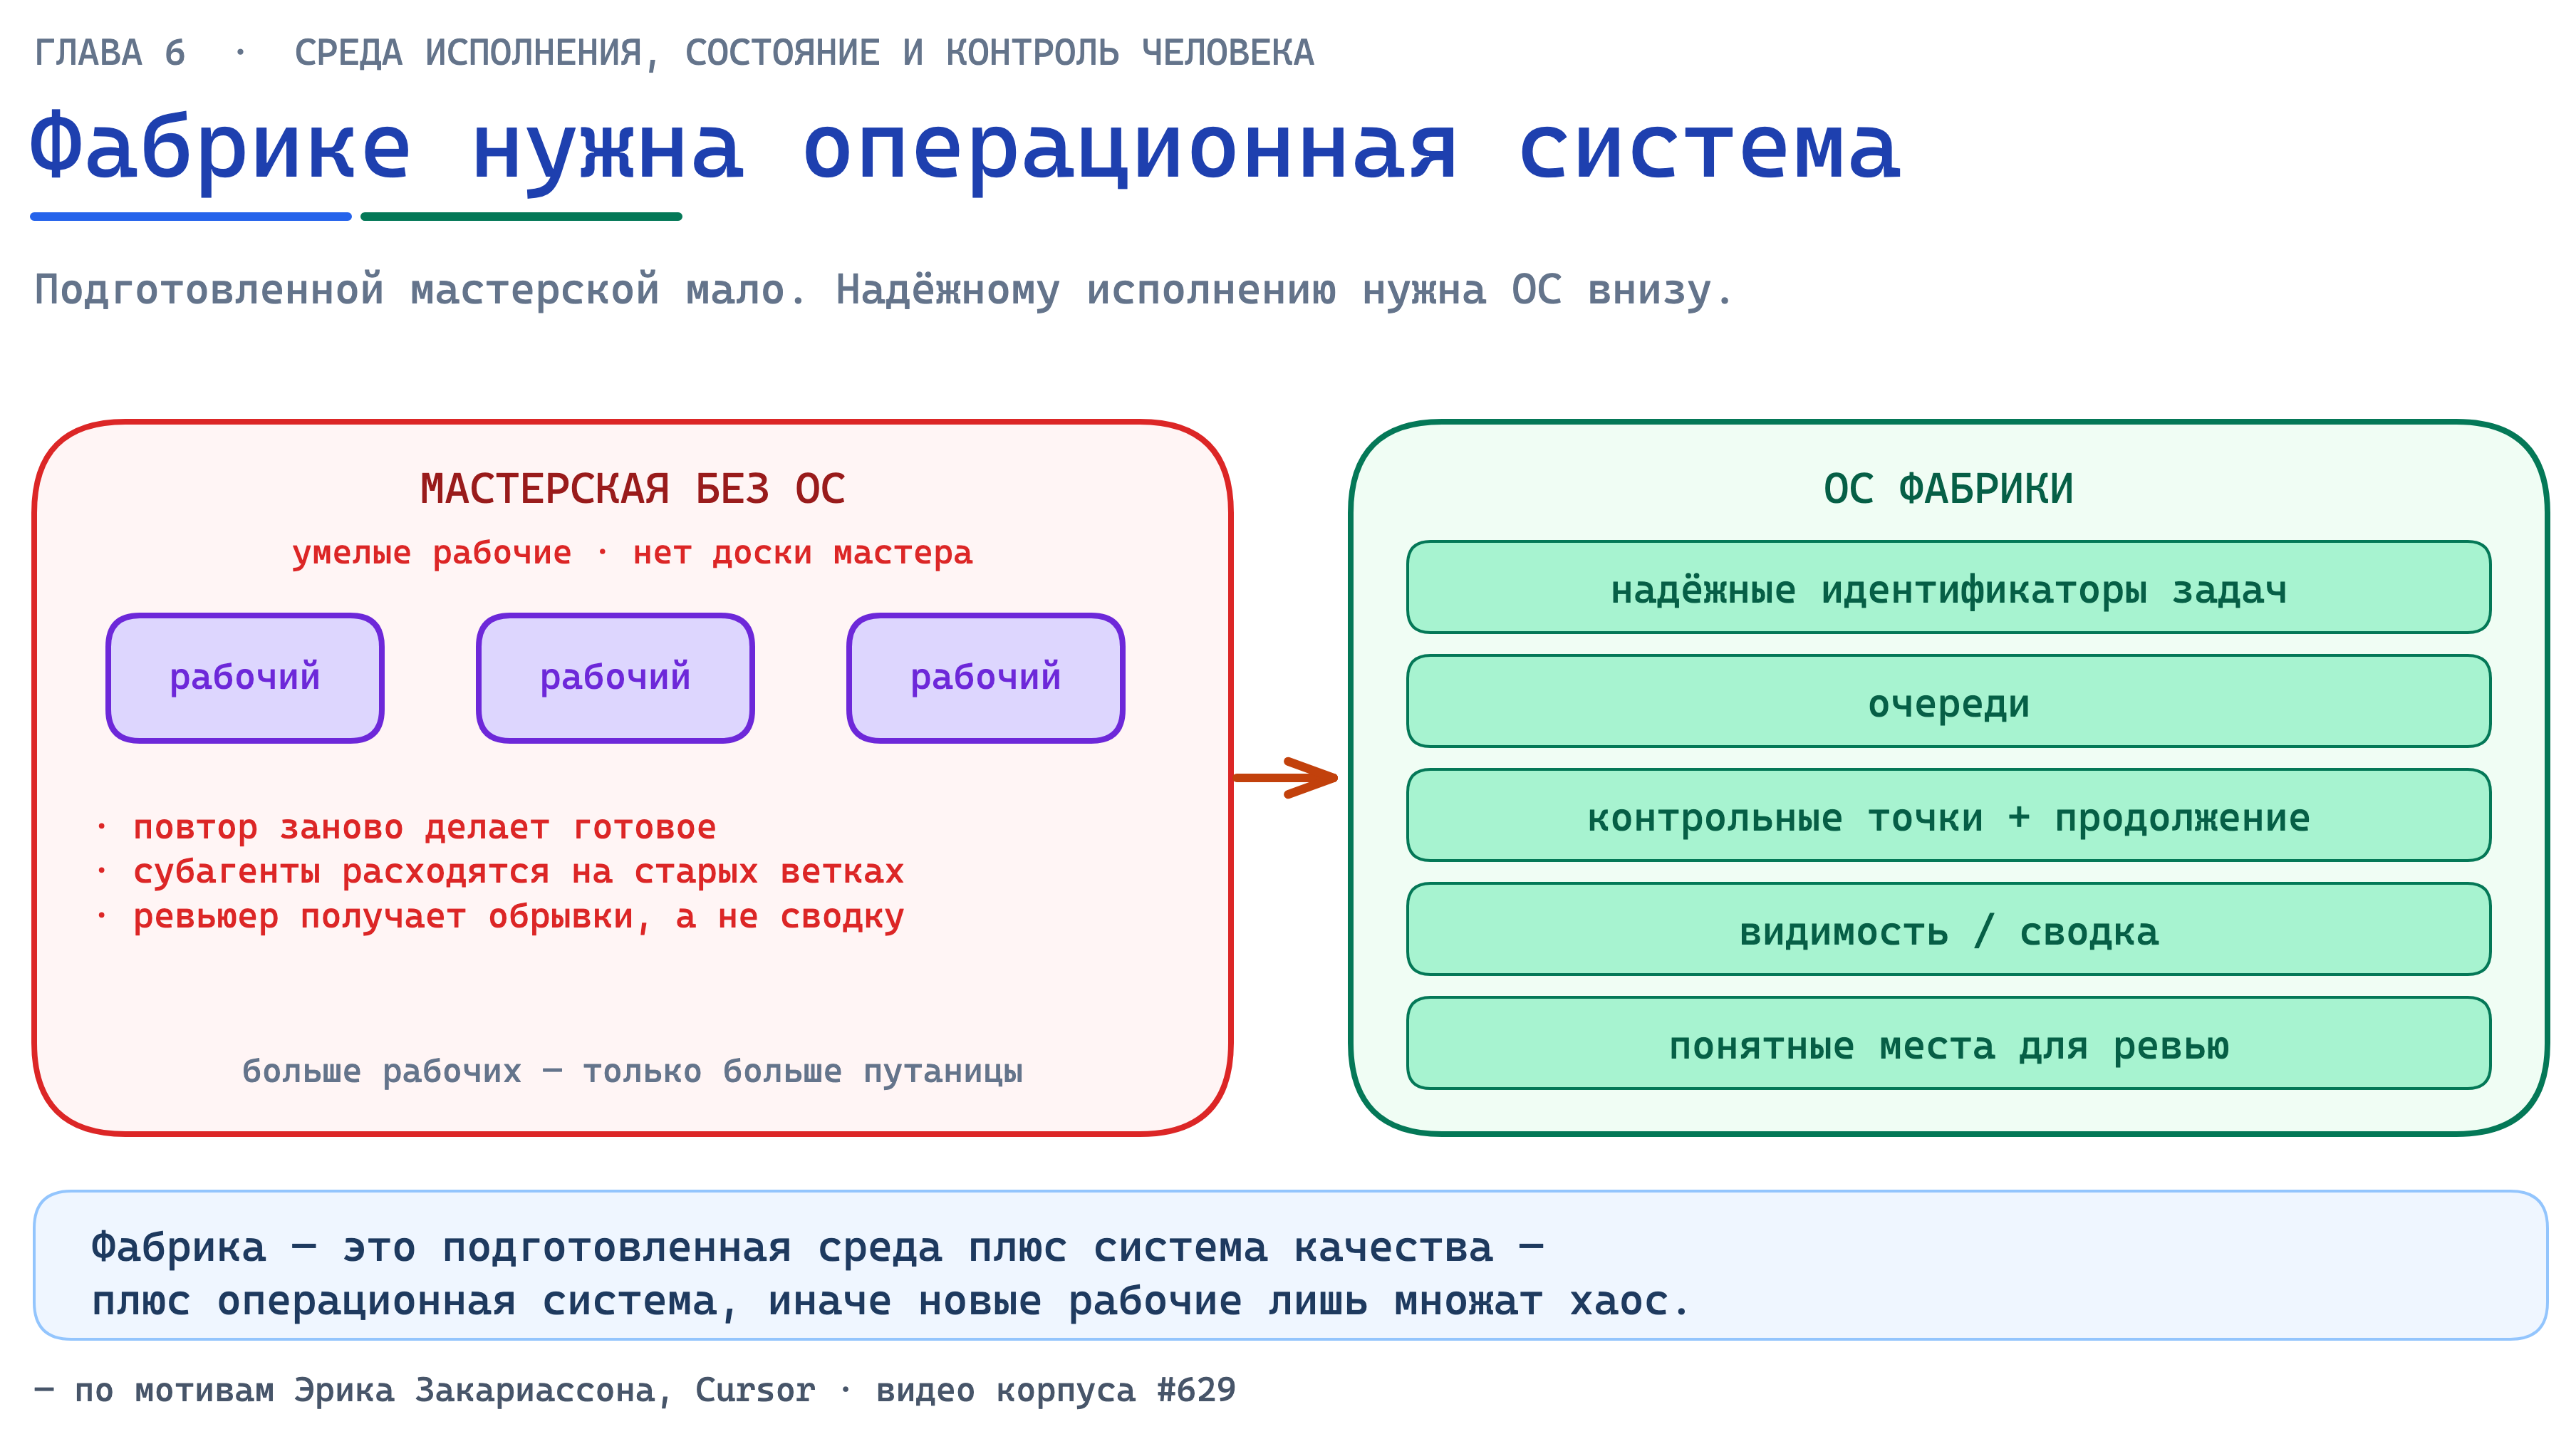 ГЛАВА 6 · СРЕДА ИСПОЛНЕНИЯ, СОСТОЯНИЕ И КОНТРОЛЬ ЧЕЛОВЕКА
Фабрике нужна операционная система
Подготовленной мастерской мало. Надёжному исполнению нужна ОС внизу.
МАСТЕРСКАЯ БЕЗ ОС
умелые рабочие · нет доски мастера
рабочий
рабочий
рабочий
· повтор заново делает готовое
· субагенты расходятся на старых ветках
· ревьюер получает обрывки, а не сводку
больше рабочих — только больше путаницы
ОС ФАБРИКИ
надёжные идентификаторы задач
очереди
контрольные точки + продолжение
видимость / сводка
понятные места для ревью
Фабрика — это подготовленная среда плюс система качества —
плюс операционная система, иначе новые рабочие лишь множат хаос.
— по мотивам Эрика Закариассона, Cursor · видео корпуса #629